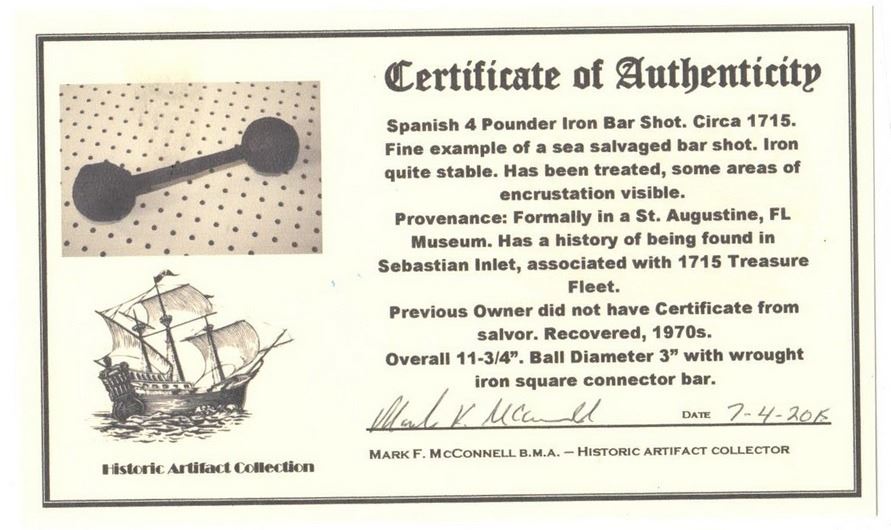 Certificate of Authenticity
Spanish 4 Pounder Iron Bar Shot. Circa 1715.
Fine example of a sea salvaged bar shot. Iron
quite stable. Has been treated, some areas of
encrustation visible.
Provenance: Formally in a St. Augustine, FL
Museum. Has a history of being found in
Sebastian Inlet, associated with 1715 Treasure
Fleet.
Previous Owner did not have Certificate from
salvor. Recovered, 1970s.
Overall 11-3/4”. Ball Diameter 3” with wrought
iron square connector bar.
DATE
MARK F. MCCONNELL B.M.A. – HISTORIC ARTIFACT COLLECTOR
Historic Artifact Collection